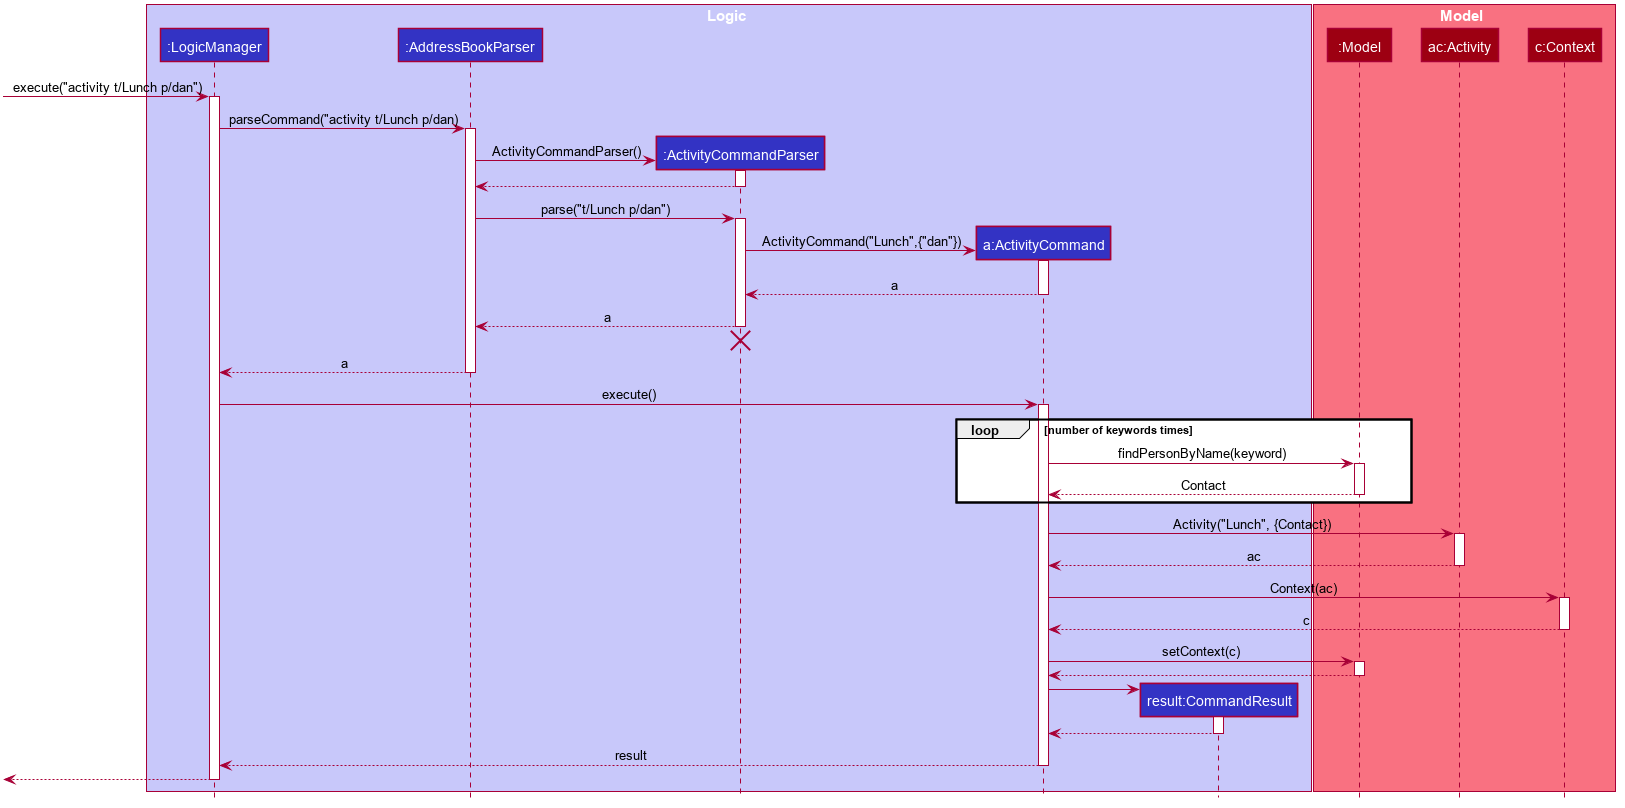 Logic
Model
:LogicManager
:AddressBookParser
:Model
ac:Activity
c:Context
execute("activity t/Lunch p/dan")
parseCommand("activity t/Lunch p/dan)
ActivityCommandParser()
:ActivityCommandParser
parse("t/Lunch p/dan")
ActivityCommand("Lunch",{"dan"})
a:ActivityCommand
a
a
a
execute()
loop
[number of keywords times]
findPersonByName(keyword)
Contact
Activity("Lunch", {Contact})
ac
Context(ac)
c
setContext(c)
result:CommandResult
result